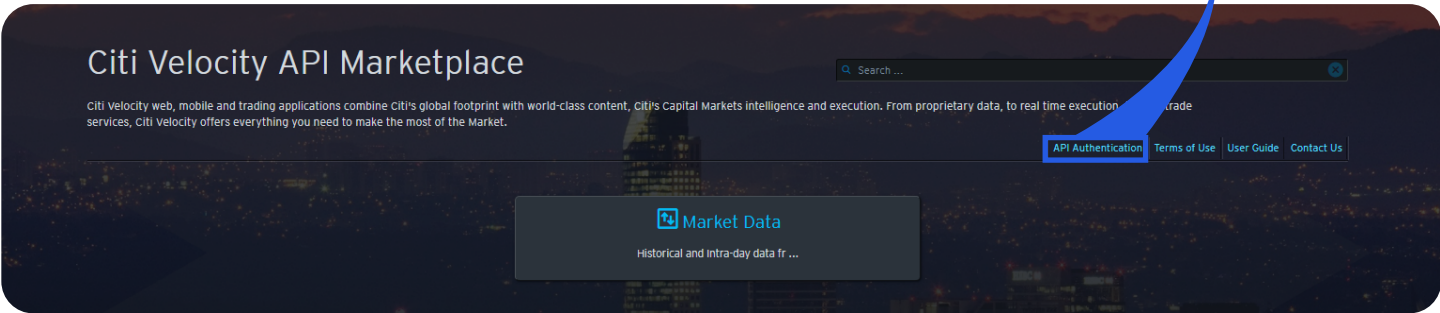 Citi Velocity API Marketplace
Search ...
Citi Velocity web, mobile and trading applications combine Citi's global footprint with world-class content, Citi's Capital Markets intelligence and execution. From proprietary data, to real time execution trade
services, Citi Velocity offers everything you need to make the most of the Market.
API Authentication Terms of Use User Guide Contact Us
Market Data
Historical and Intra-day data fr ...